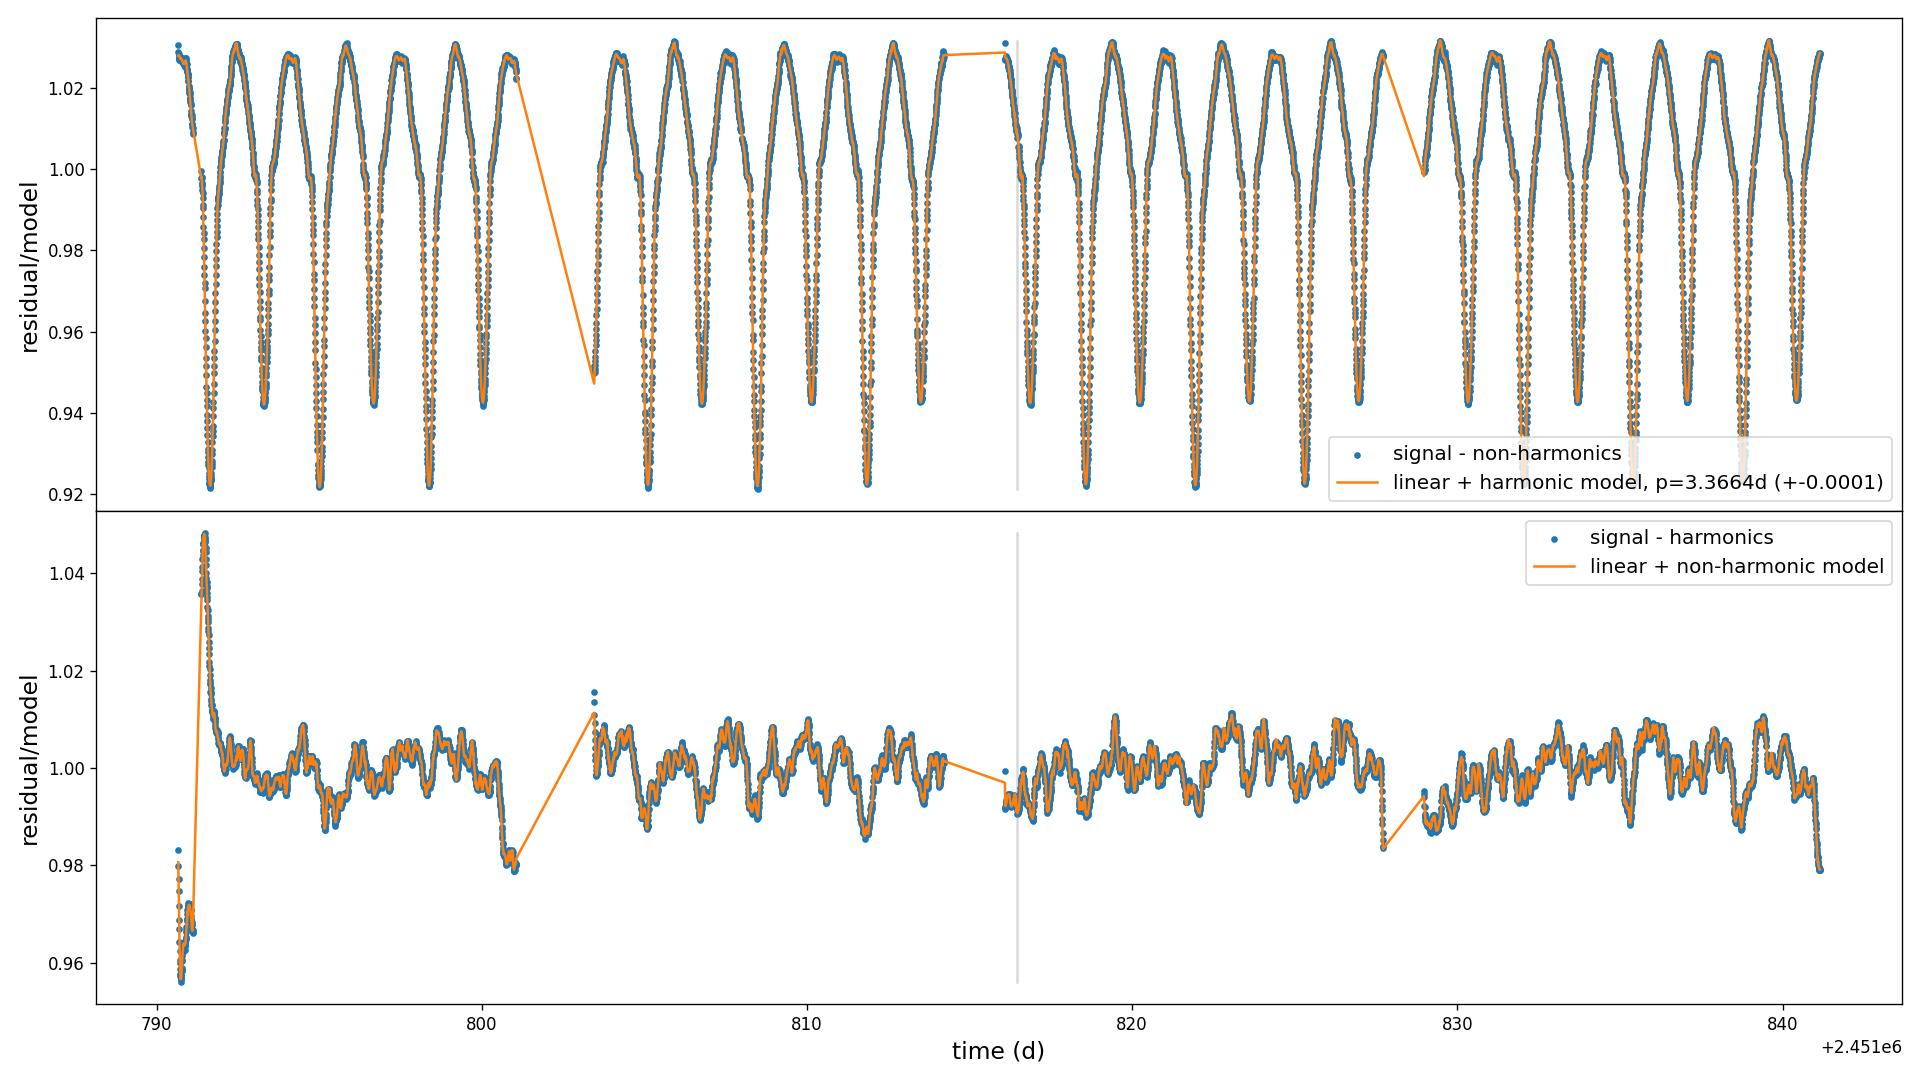 residual/model
1.02
1.00
0.98
0.96
0.94
0.92
signal - non-harmonics
linear + harmonic model, p=3.3664d (+-0.0001)
residual/model
1.04
1.02
1.00
0.98
0.96
signal - harmonics
linear + non-harmonic model
790
800
810
820
830
840
time (d)
+2.451e6